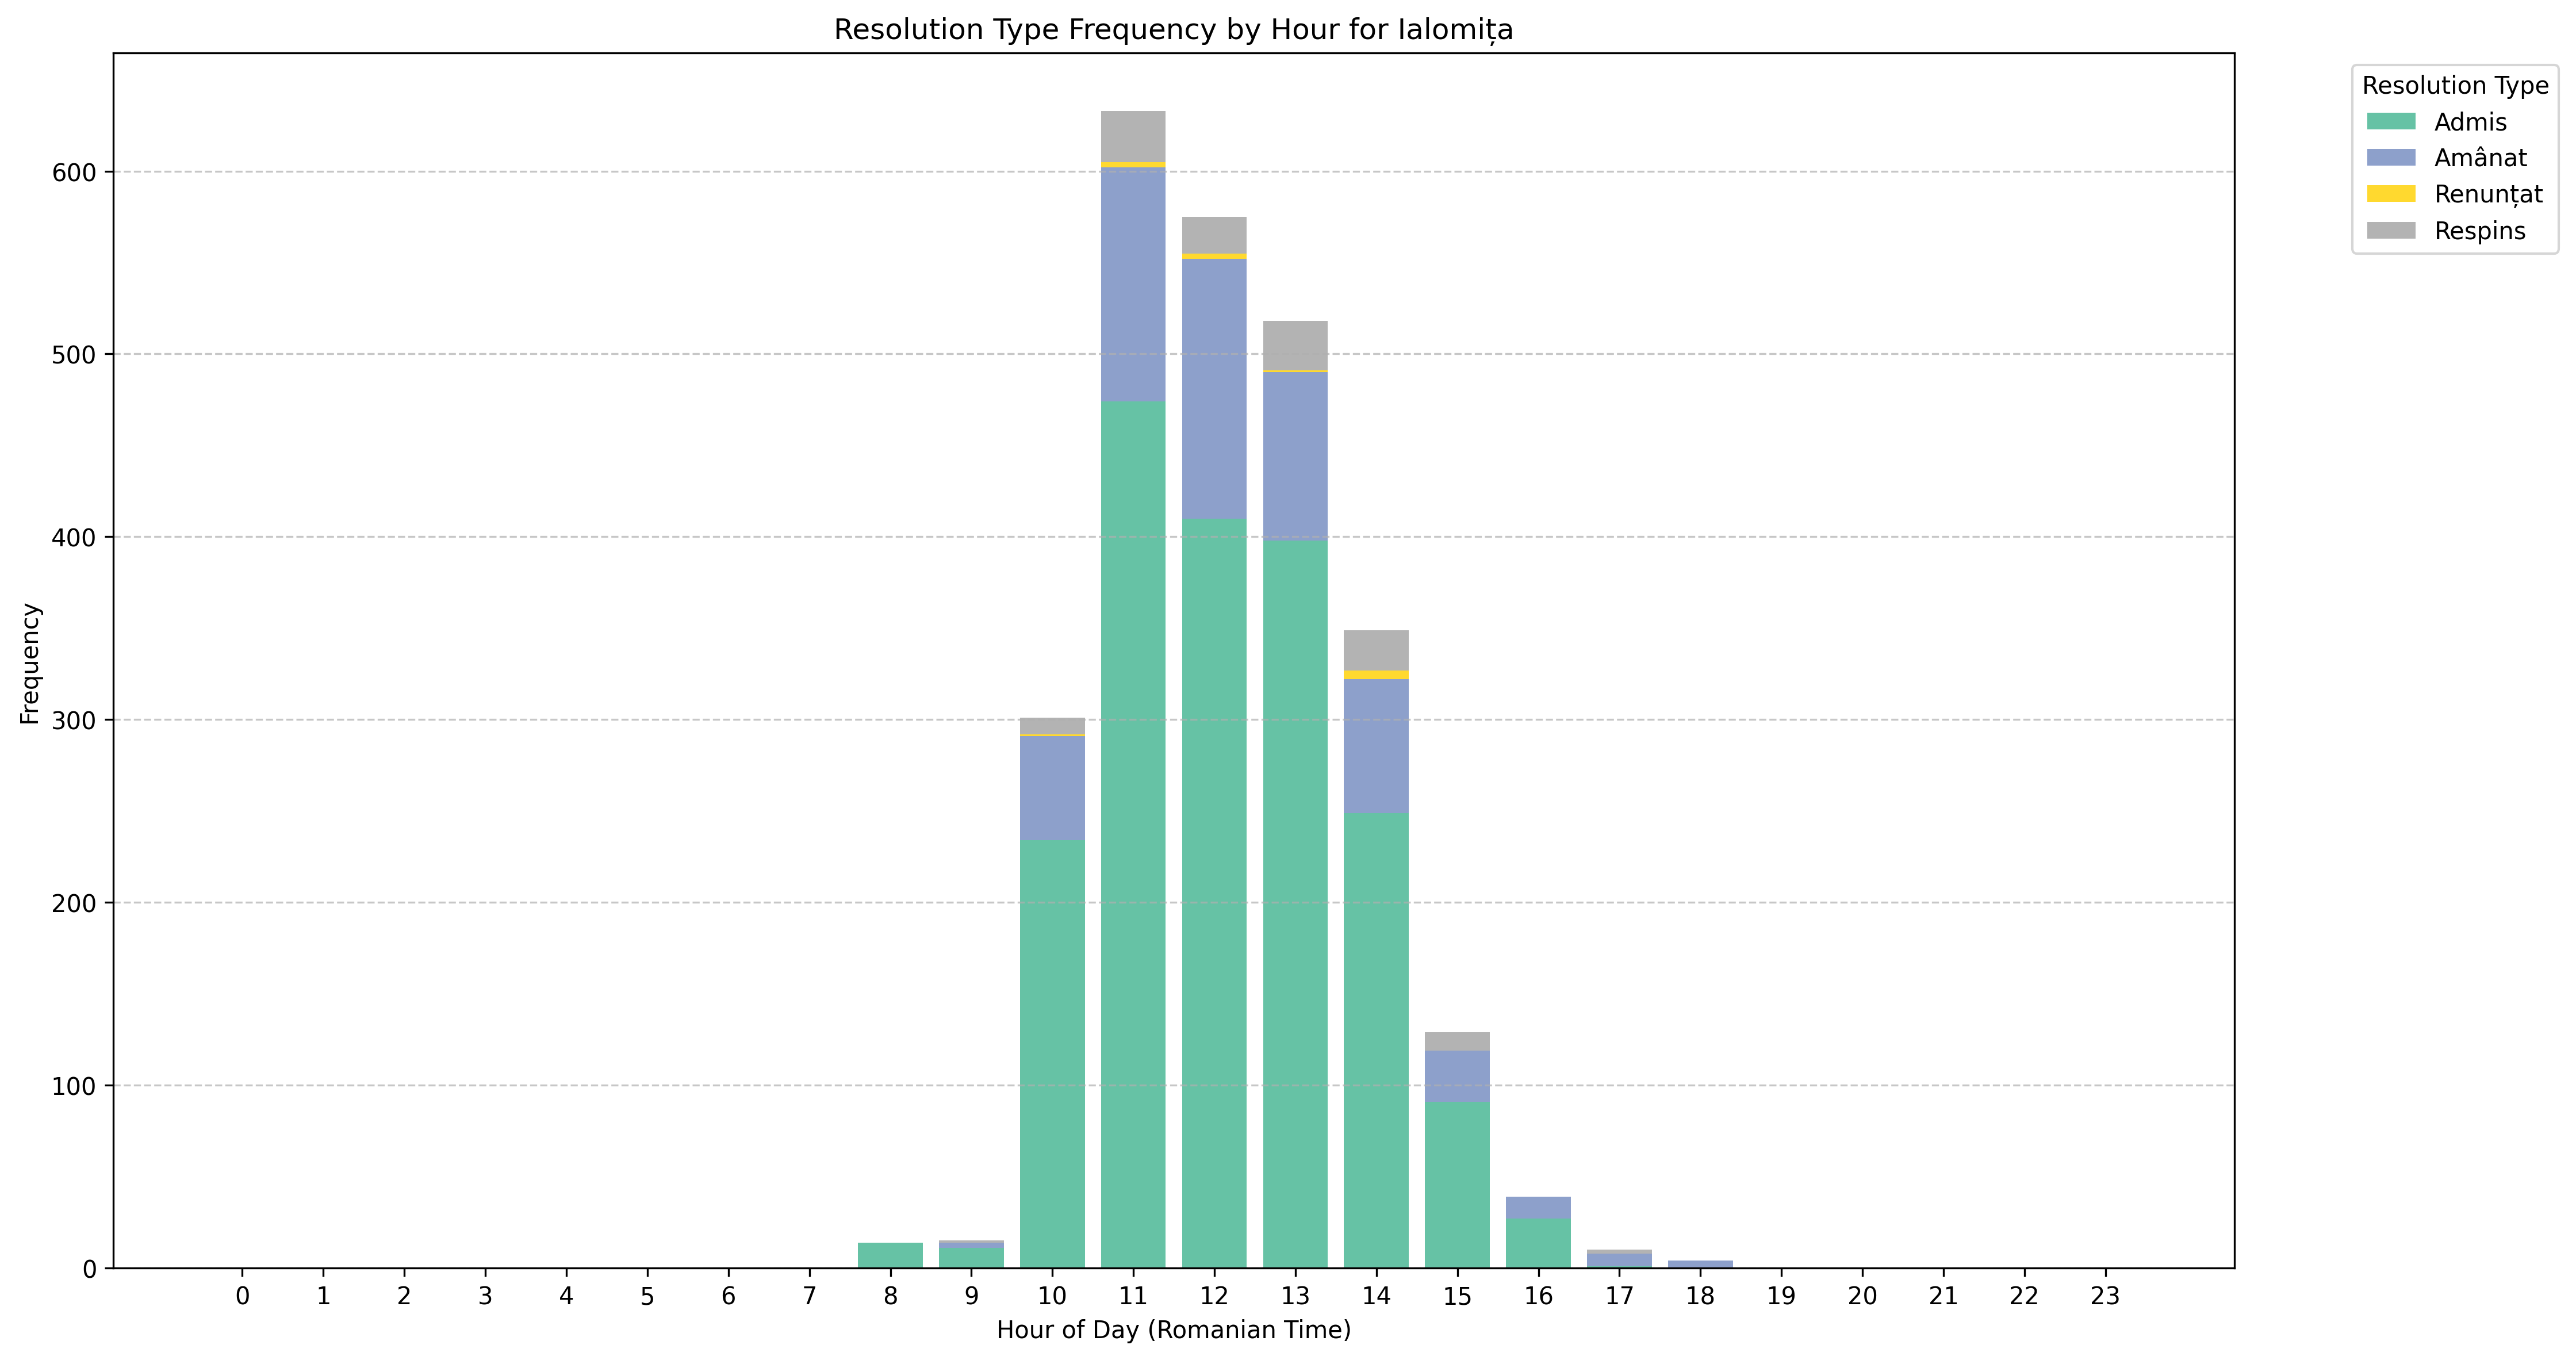 Resolution Type Frequency by Hour for Ialomița
Resolution Type
Admis
Amânat
Renunțat
Respins
600
500
400
300
200
100
0
Frequency
0 1 2 3 4 5 6 7 8 9 10 11 12 13 14 15 16 17 18 19 20 21 22 23
Hour of Day (Romanian Time)